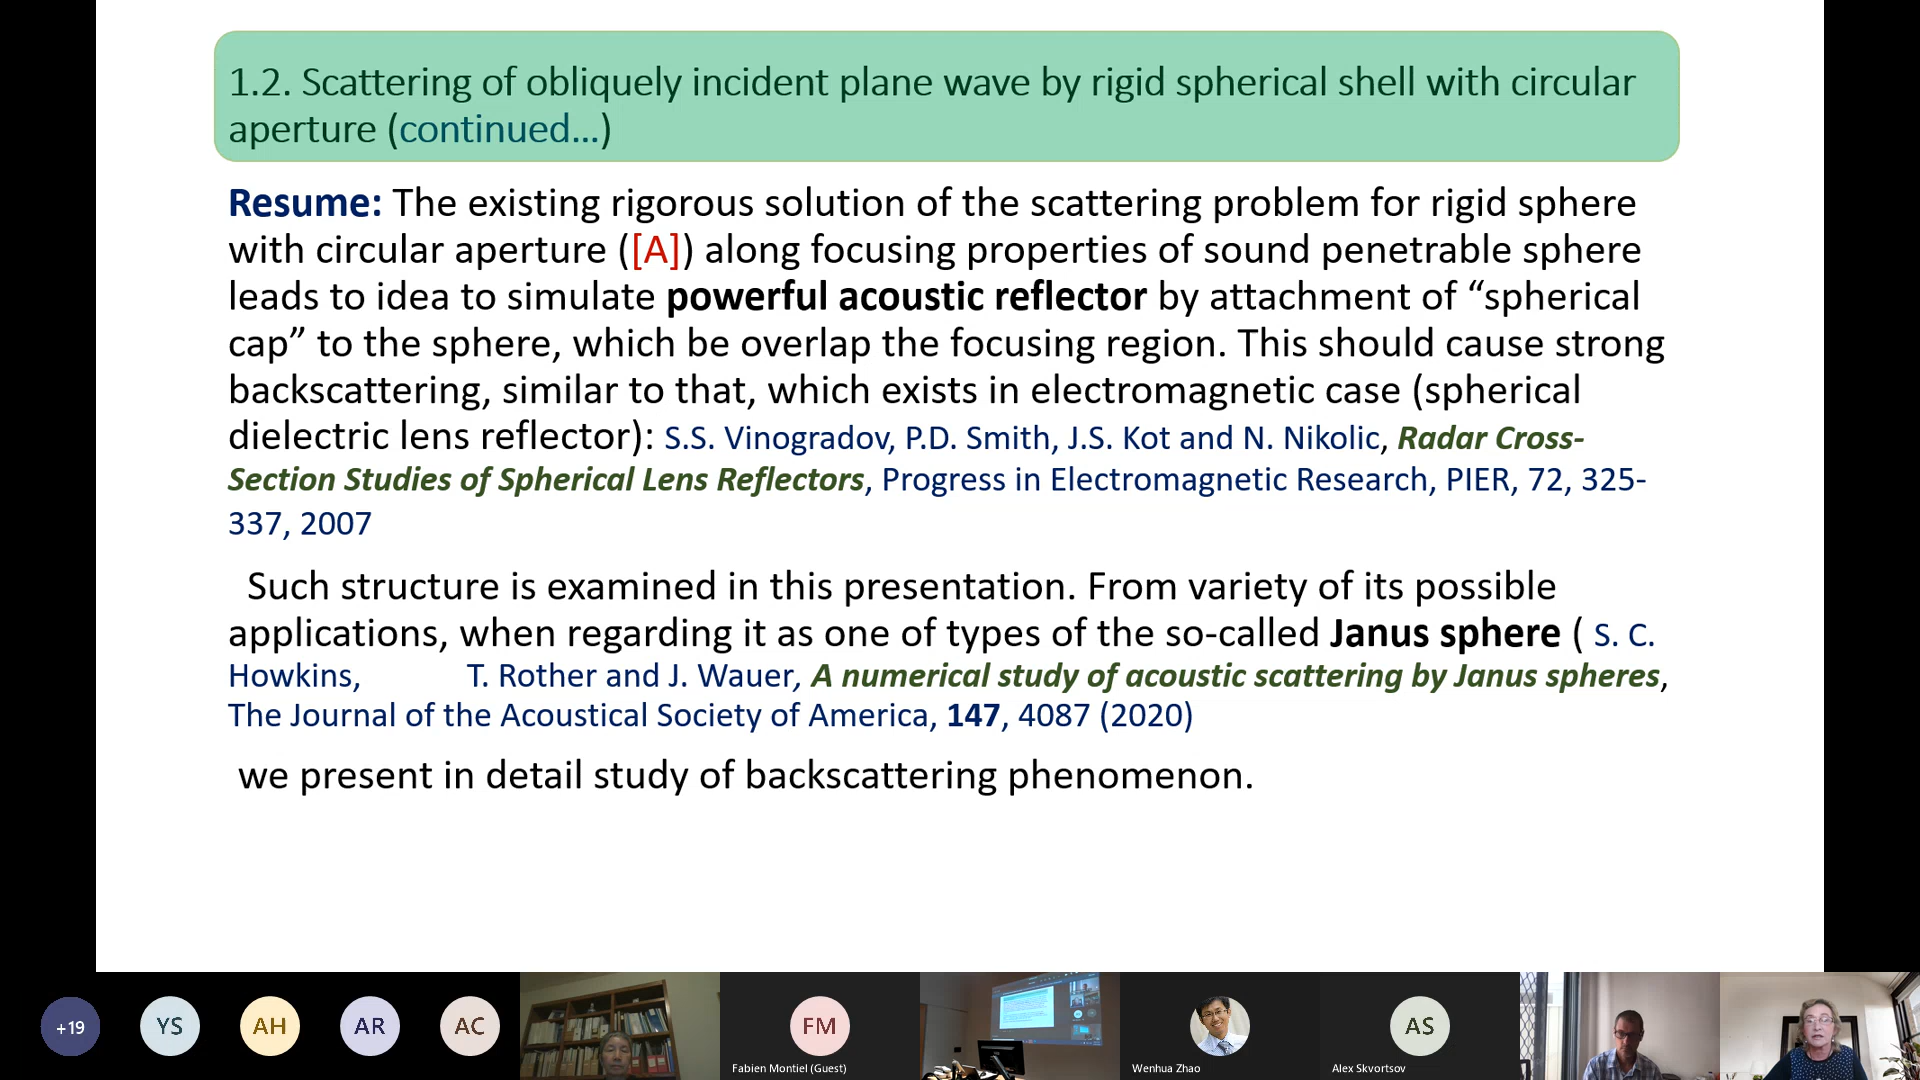 1.2. Scattering of obliquely incident plane wave by rigid spherical shell with circular
aperture (continued...)
Resume: The existing rigorous solution of the scattering problem for rigid sphere
with circular aperture ([A]) along focusing properties of sound penetrable sphere
leads to idea to simulate powerful acoustic reflector by attachment of “spherical
cap” to the sphere, which be overlap the focusing region. This should cause strong
backscattering, similar to that, which exists in electromagnetic case (spherical
dielectric lens reflector): S.S. Vinogradov, P.D. Smith, J.S. Kot and N. Nikolic, Radar Cross-
Section Studies of Spherical Lens Reflectors, Progress in Electromagnetic Research, PIER, 72, 325-
337, 2007
Such structure is examined in this presentation. From variety of its possible
applications, when regarding it as one of types of the so-called Janus sphere ( S. C.
Howkins, T. Rother and J. Wauer, A numerical study of acoustic scattering by Janus spheres,
The Journal of the Acoustical Society of America, 147, 4087 (2020)
we present in detail study of backscattering phenomenon.
+19 YS AH AR AC FM AS
Fabien Montiel (Guest) Wenhua Zhao Alex Skvortsov